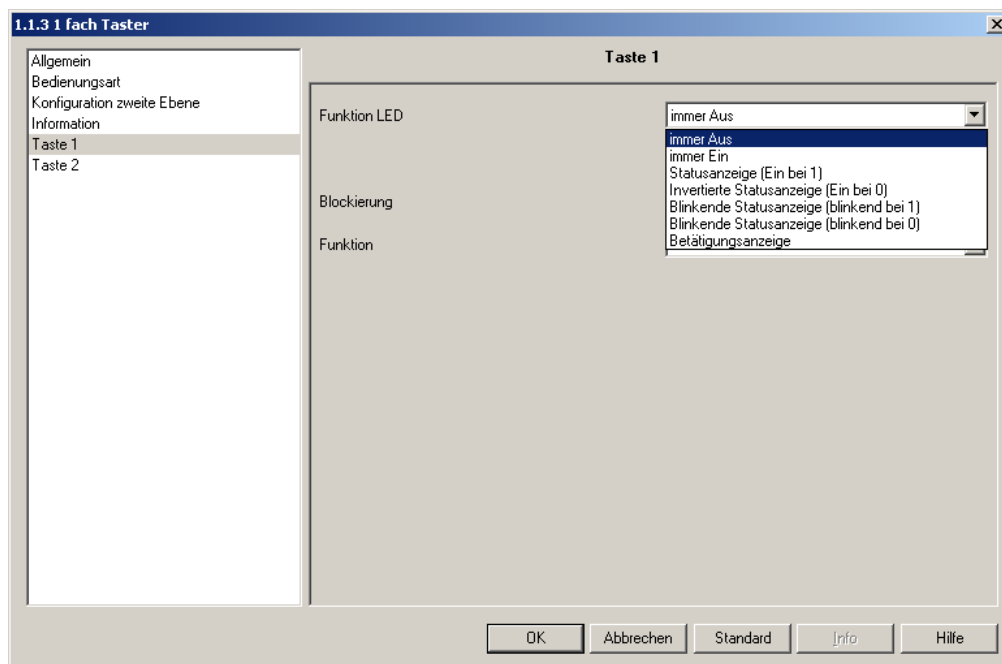 1.1.3 1 fach Taster
Allgemein
Bedienungsart
Konfiguration zweite Ebene
Information
Taste 1
Taste 2
Taste 1
Funktion LED
immer Aus
immer Aus
immer Ein
Statusanzeige (Ein bei 1)
Invertierte Statusanzeige (Ein bei 0)
Blinkende Statusanzeige (blinkend bei 1)
Blinkende Statusanzeige (blinkend bei 0)
Betätigungsanzeige
Blockierung
Funktion
OK
Abbrechen
Standard
Info
Hilfe